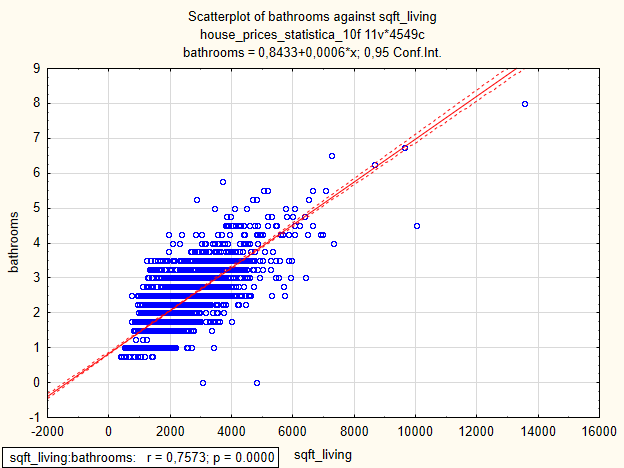 Scatterplot of bathrooms against sqft_living
house_prices_statistica_10f 11v*4549c
bathrooms = 0,8433+0,0006*x; 0,95 Conf.Int.
9
8
7
6
5
4
3
2
1
0
-1
bathrooms
-2000 0 2000 4000 6000 8000 10000 12000 14000 16000
sqft_living
sqft_living:bathrooms: r = 0,7573; p = 0.0000